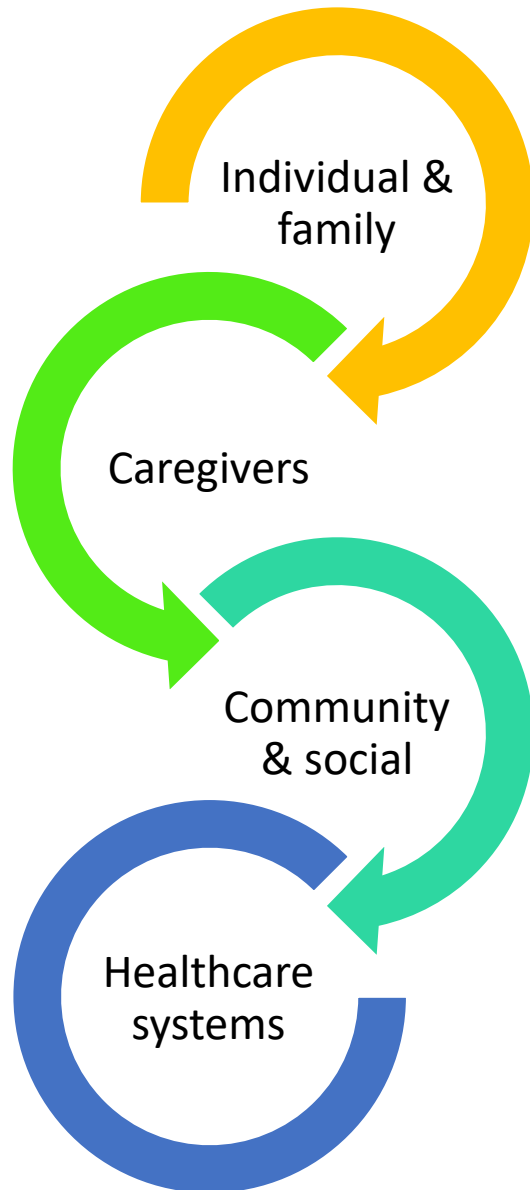 Individual &
family
Caregivers
Community
& social
Healthcare
systems